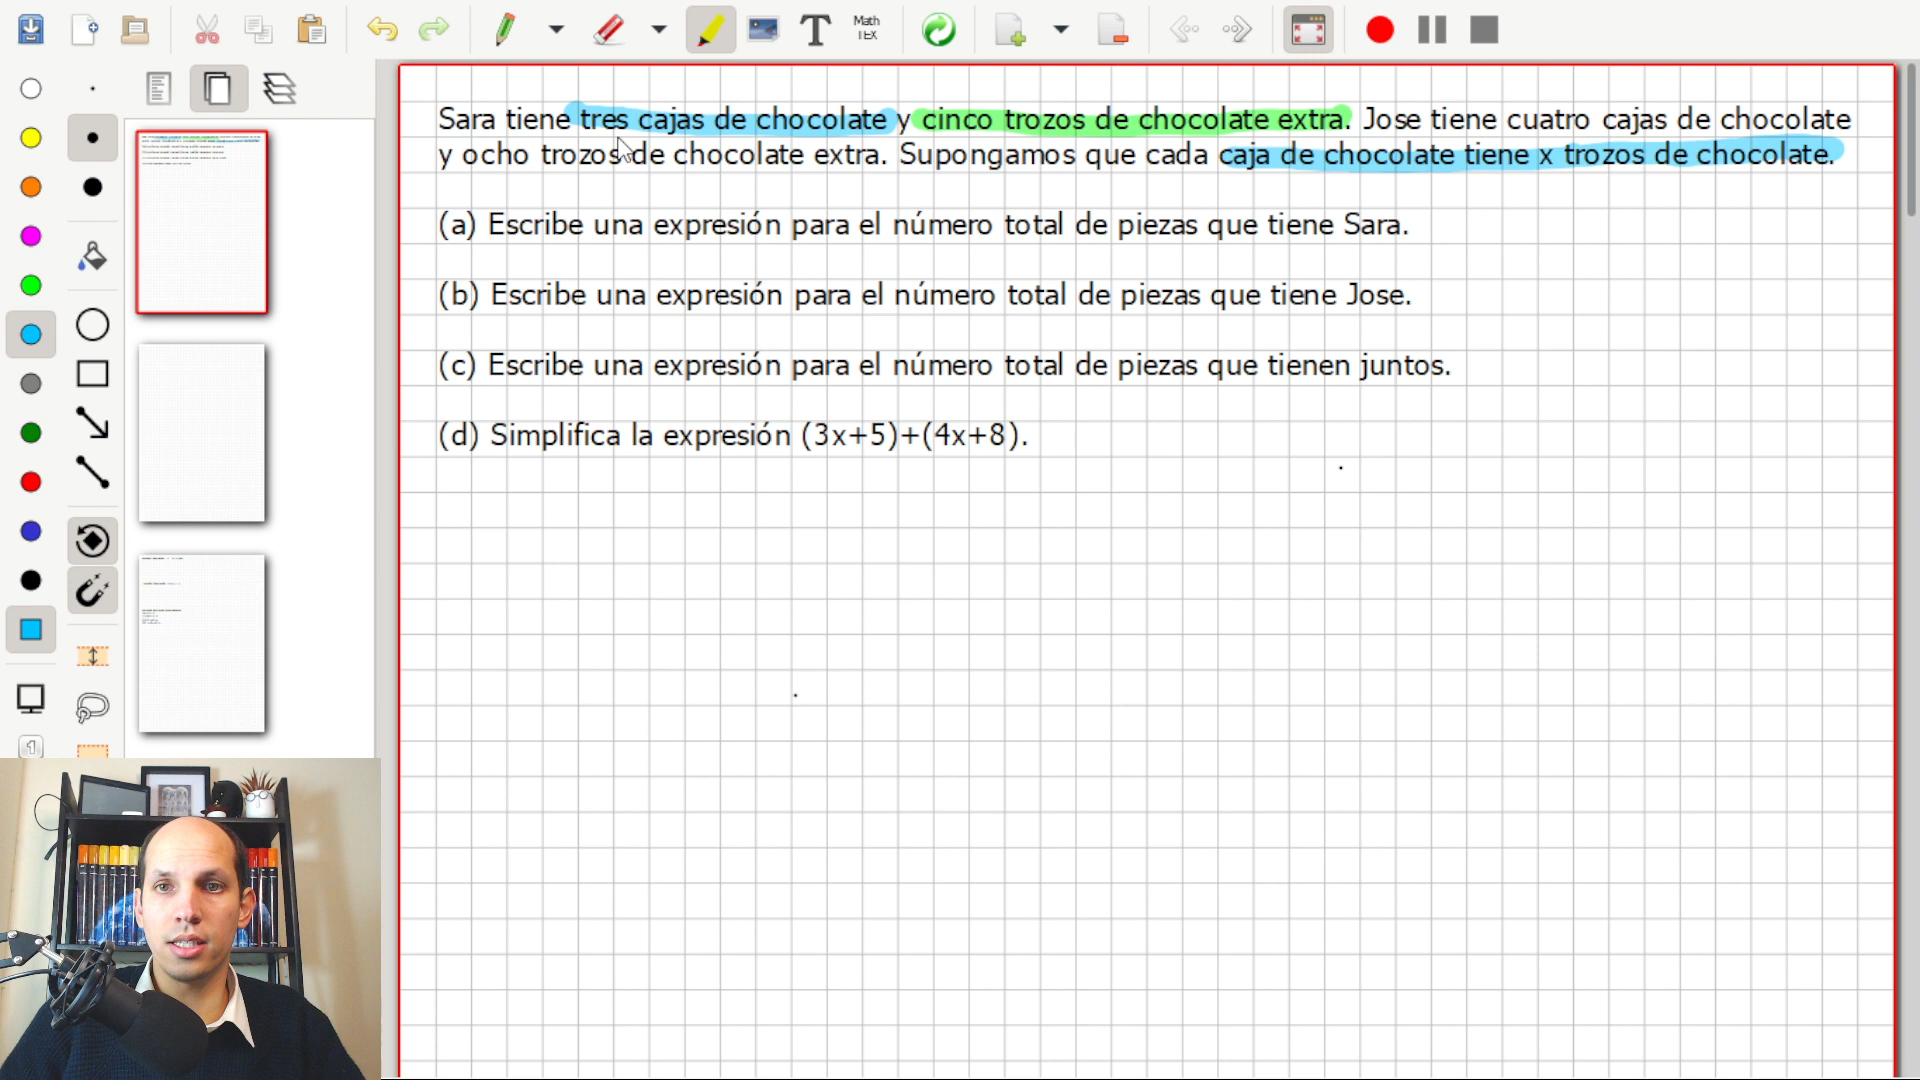 Math
TEX
Sara tiene tres cajas de chocolate y cinco trozos de chocolate extra. Jose tiene cuatro cajas de chocolate
y ocho trozos de chocolate extra. Supongamos que cada caja de chocolate tiene x trozos de chocolate.
(a) Escribe una expresión para el número total de piezas que tiene Sara.
(b) Escribe una expresión para el número total de piezas que tiene Jose.
(c) Escribe una expresión para el número total de piezas que tienen juntos.
(d) Simplifica la expresión (3x+5)+(4x+8).
1